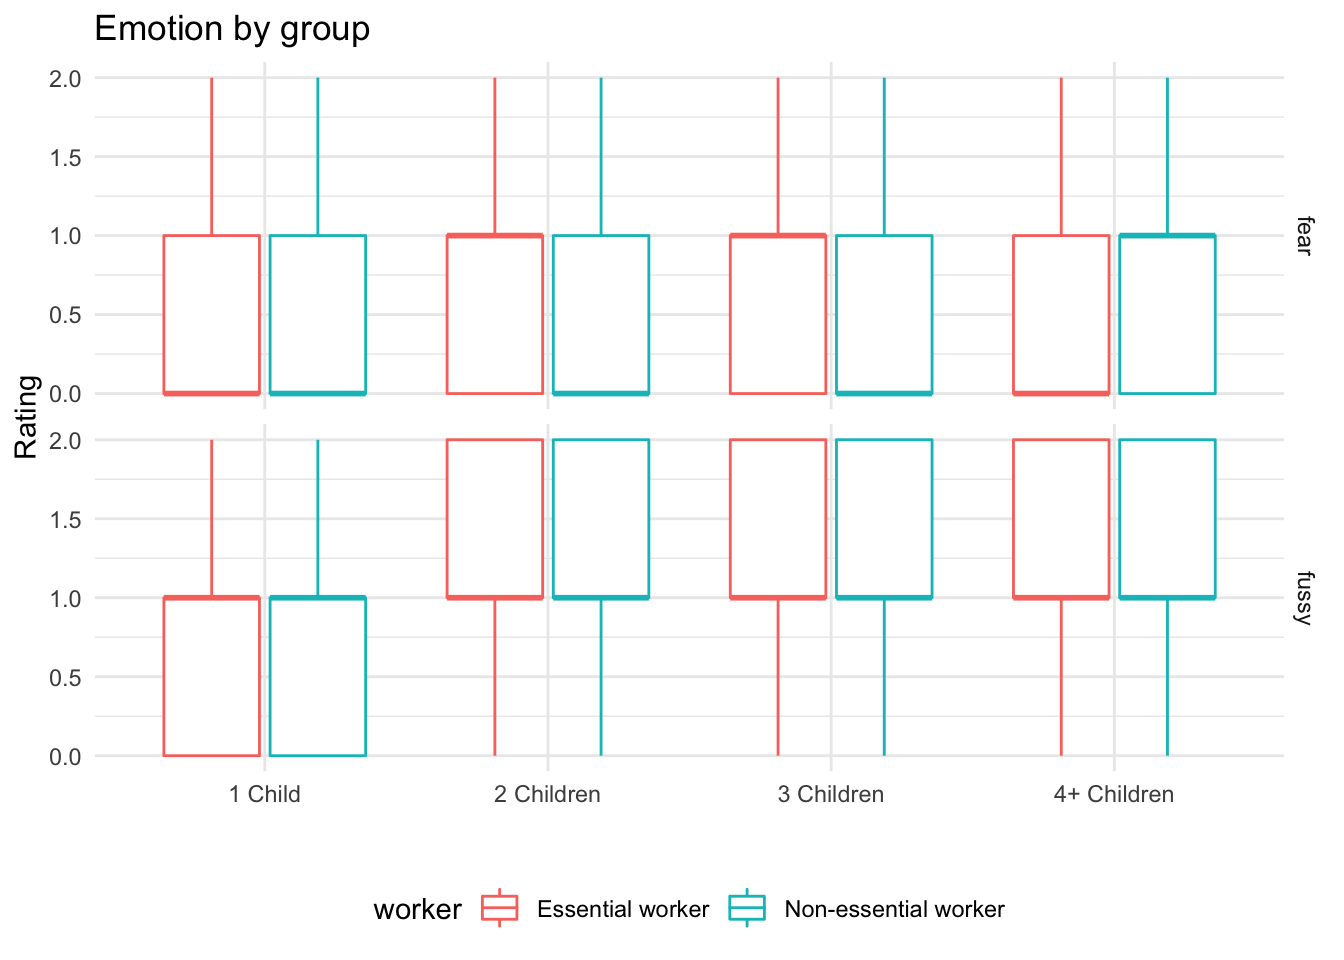 Emotion by group
Rating
2.0
1.5
1.0
0.5
0.0
fear
2.0
1.5
1.0
0.5
0.0
fussy
1 Child 2 Children 3 Children 4+ Children
worker Essential worker Non-essential worker